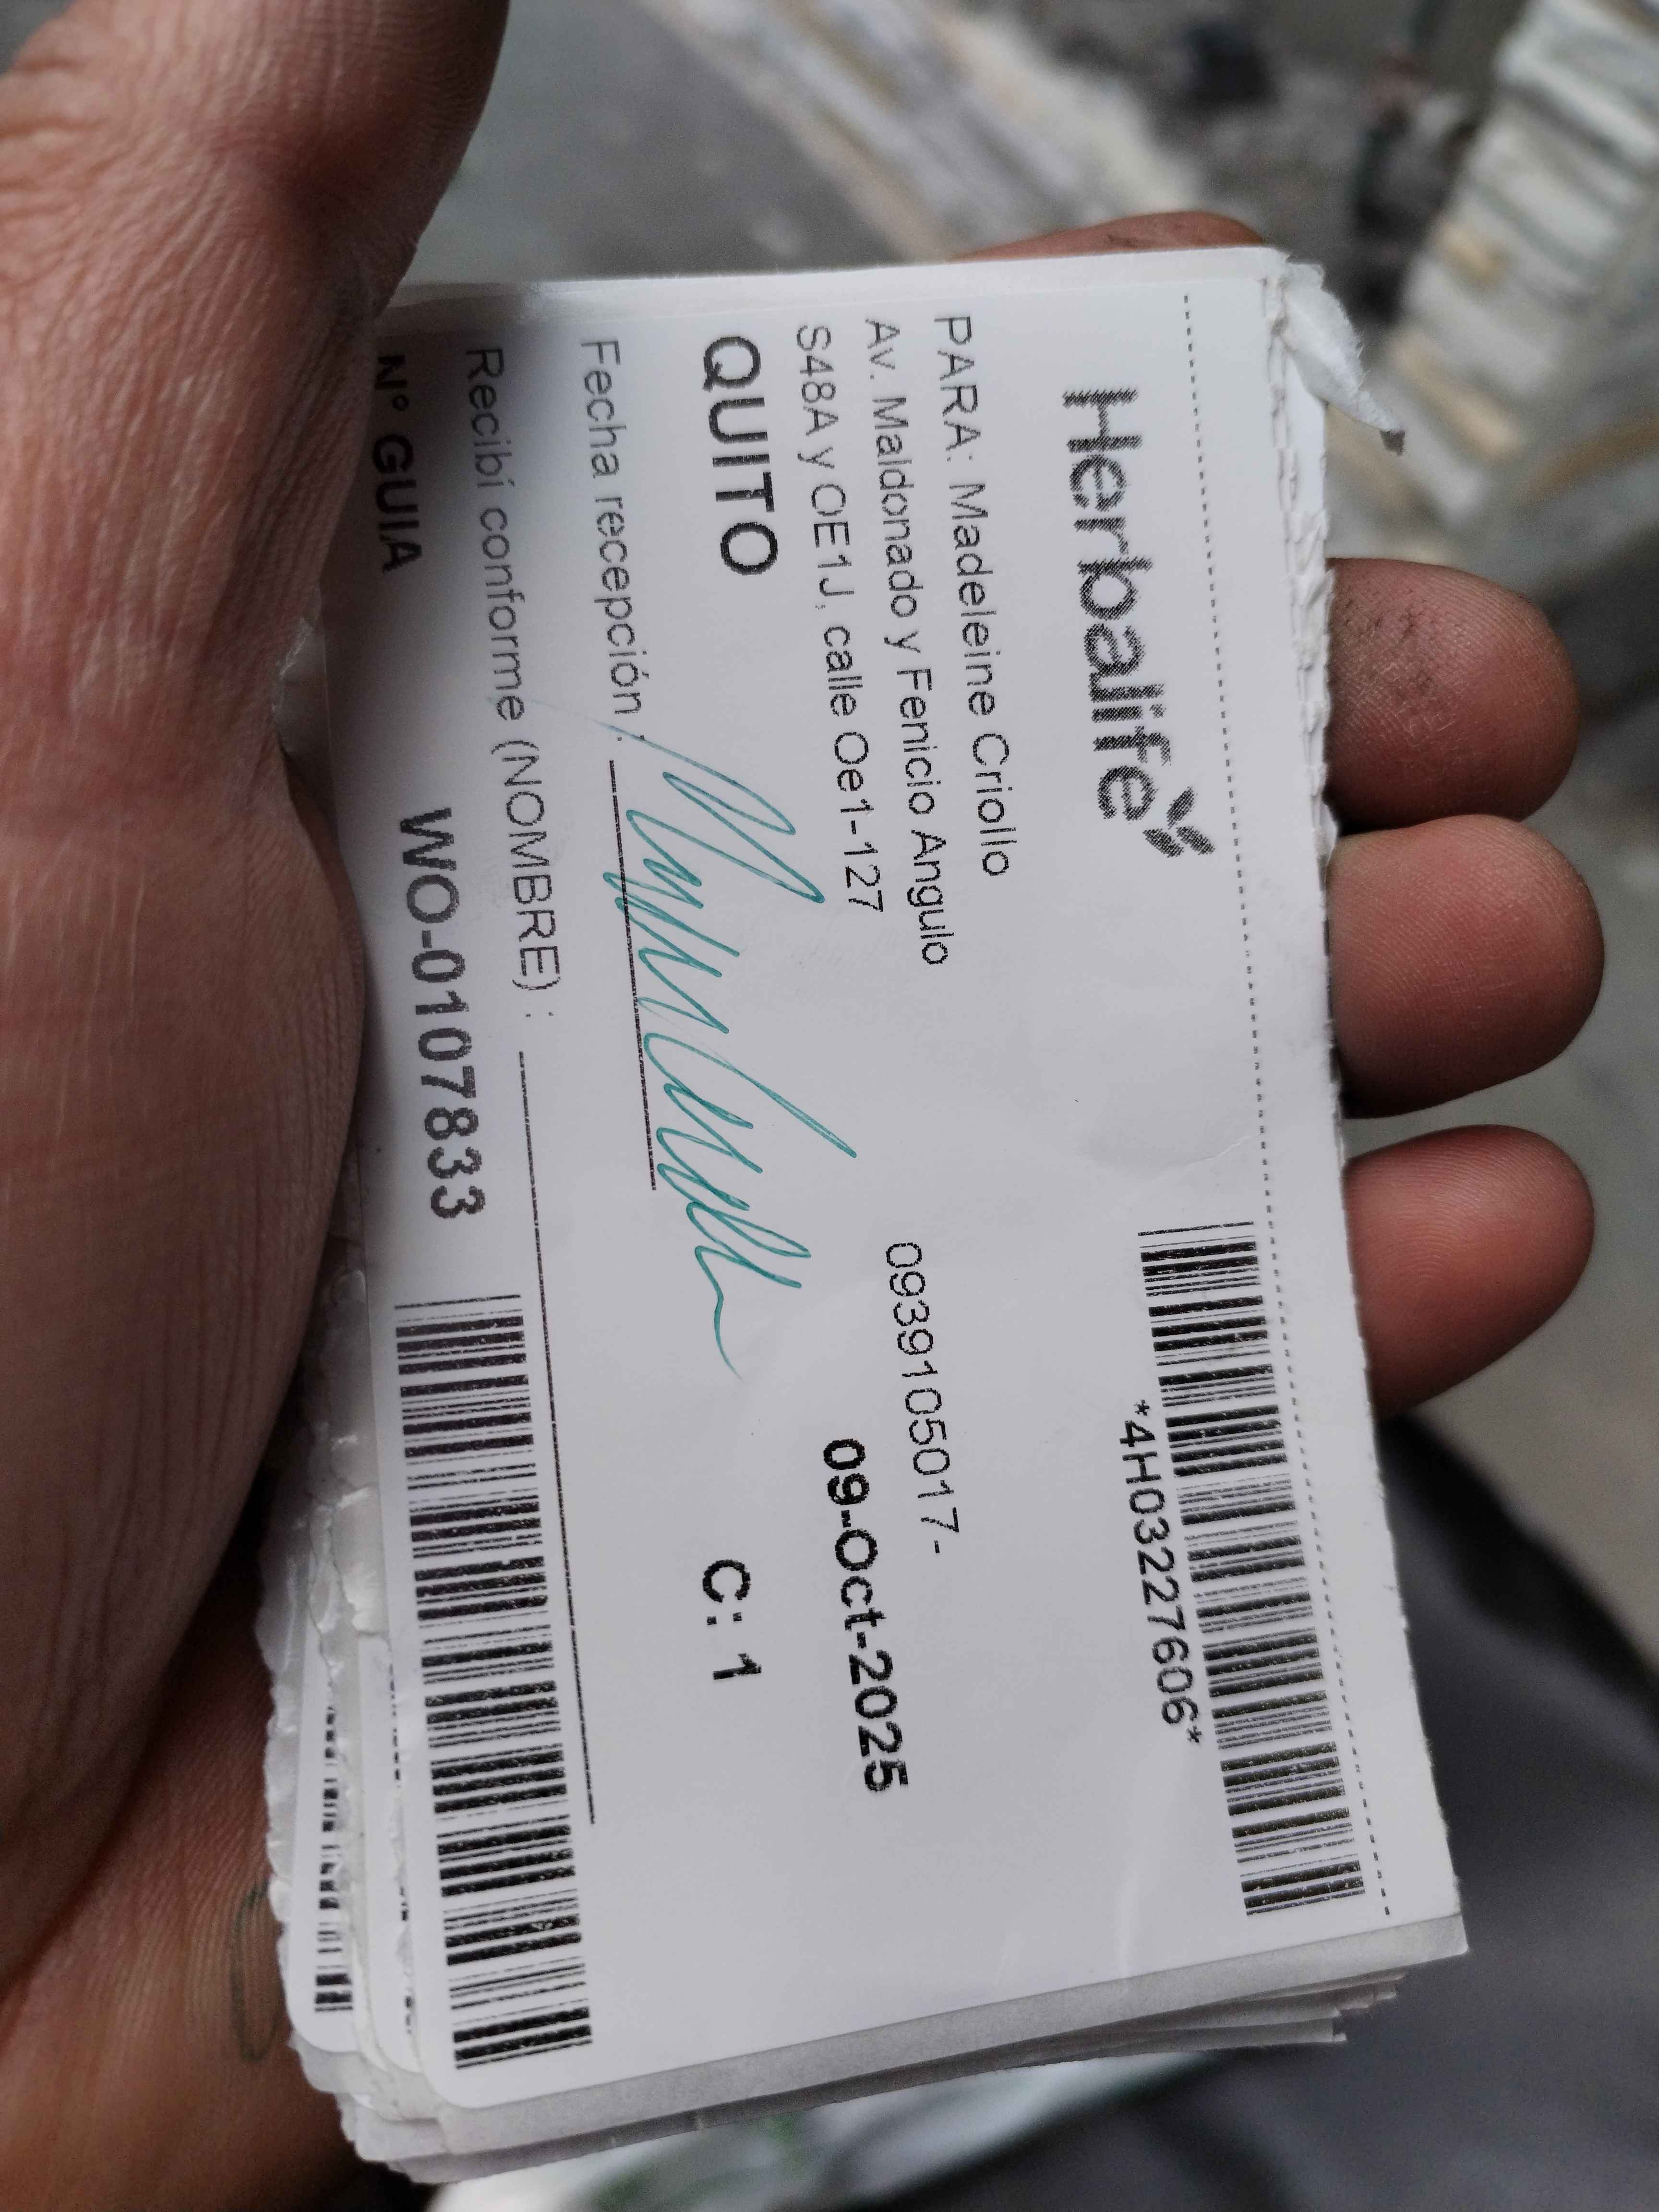 Herbalife
*4H03227606*
PARA: Madeleine Criollo
Av. Maldonado y Fenicio Angulo
0939105017-
S48A y OE1J, calle Oe1-127
09-Oct-2025
QUITO
C: 1
Fecha recepción :
Recibí conforme (NOMBRE) :
N° GUIA
WO-0107833